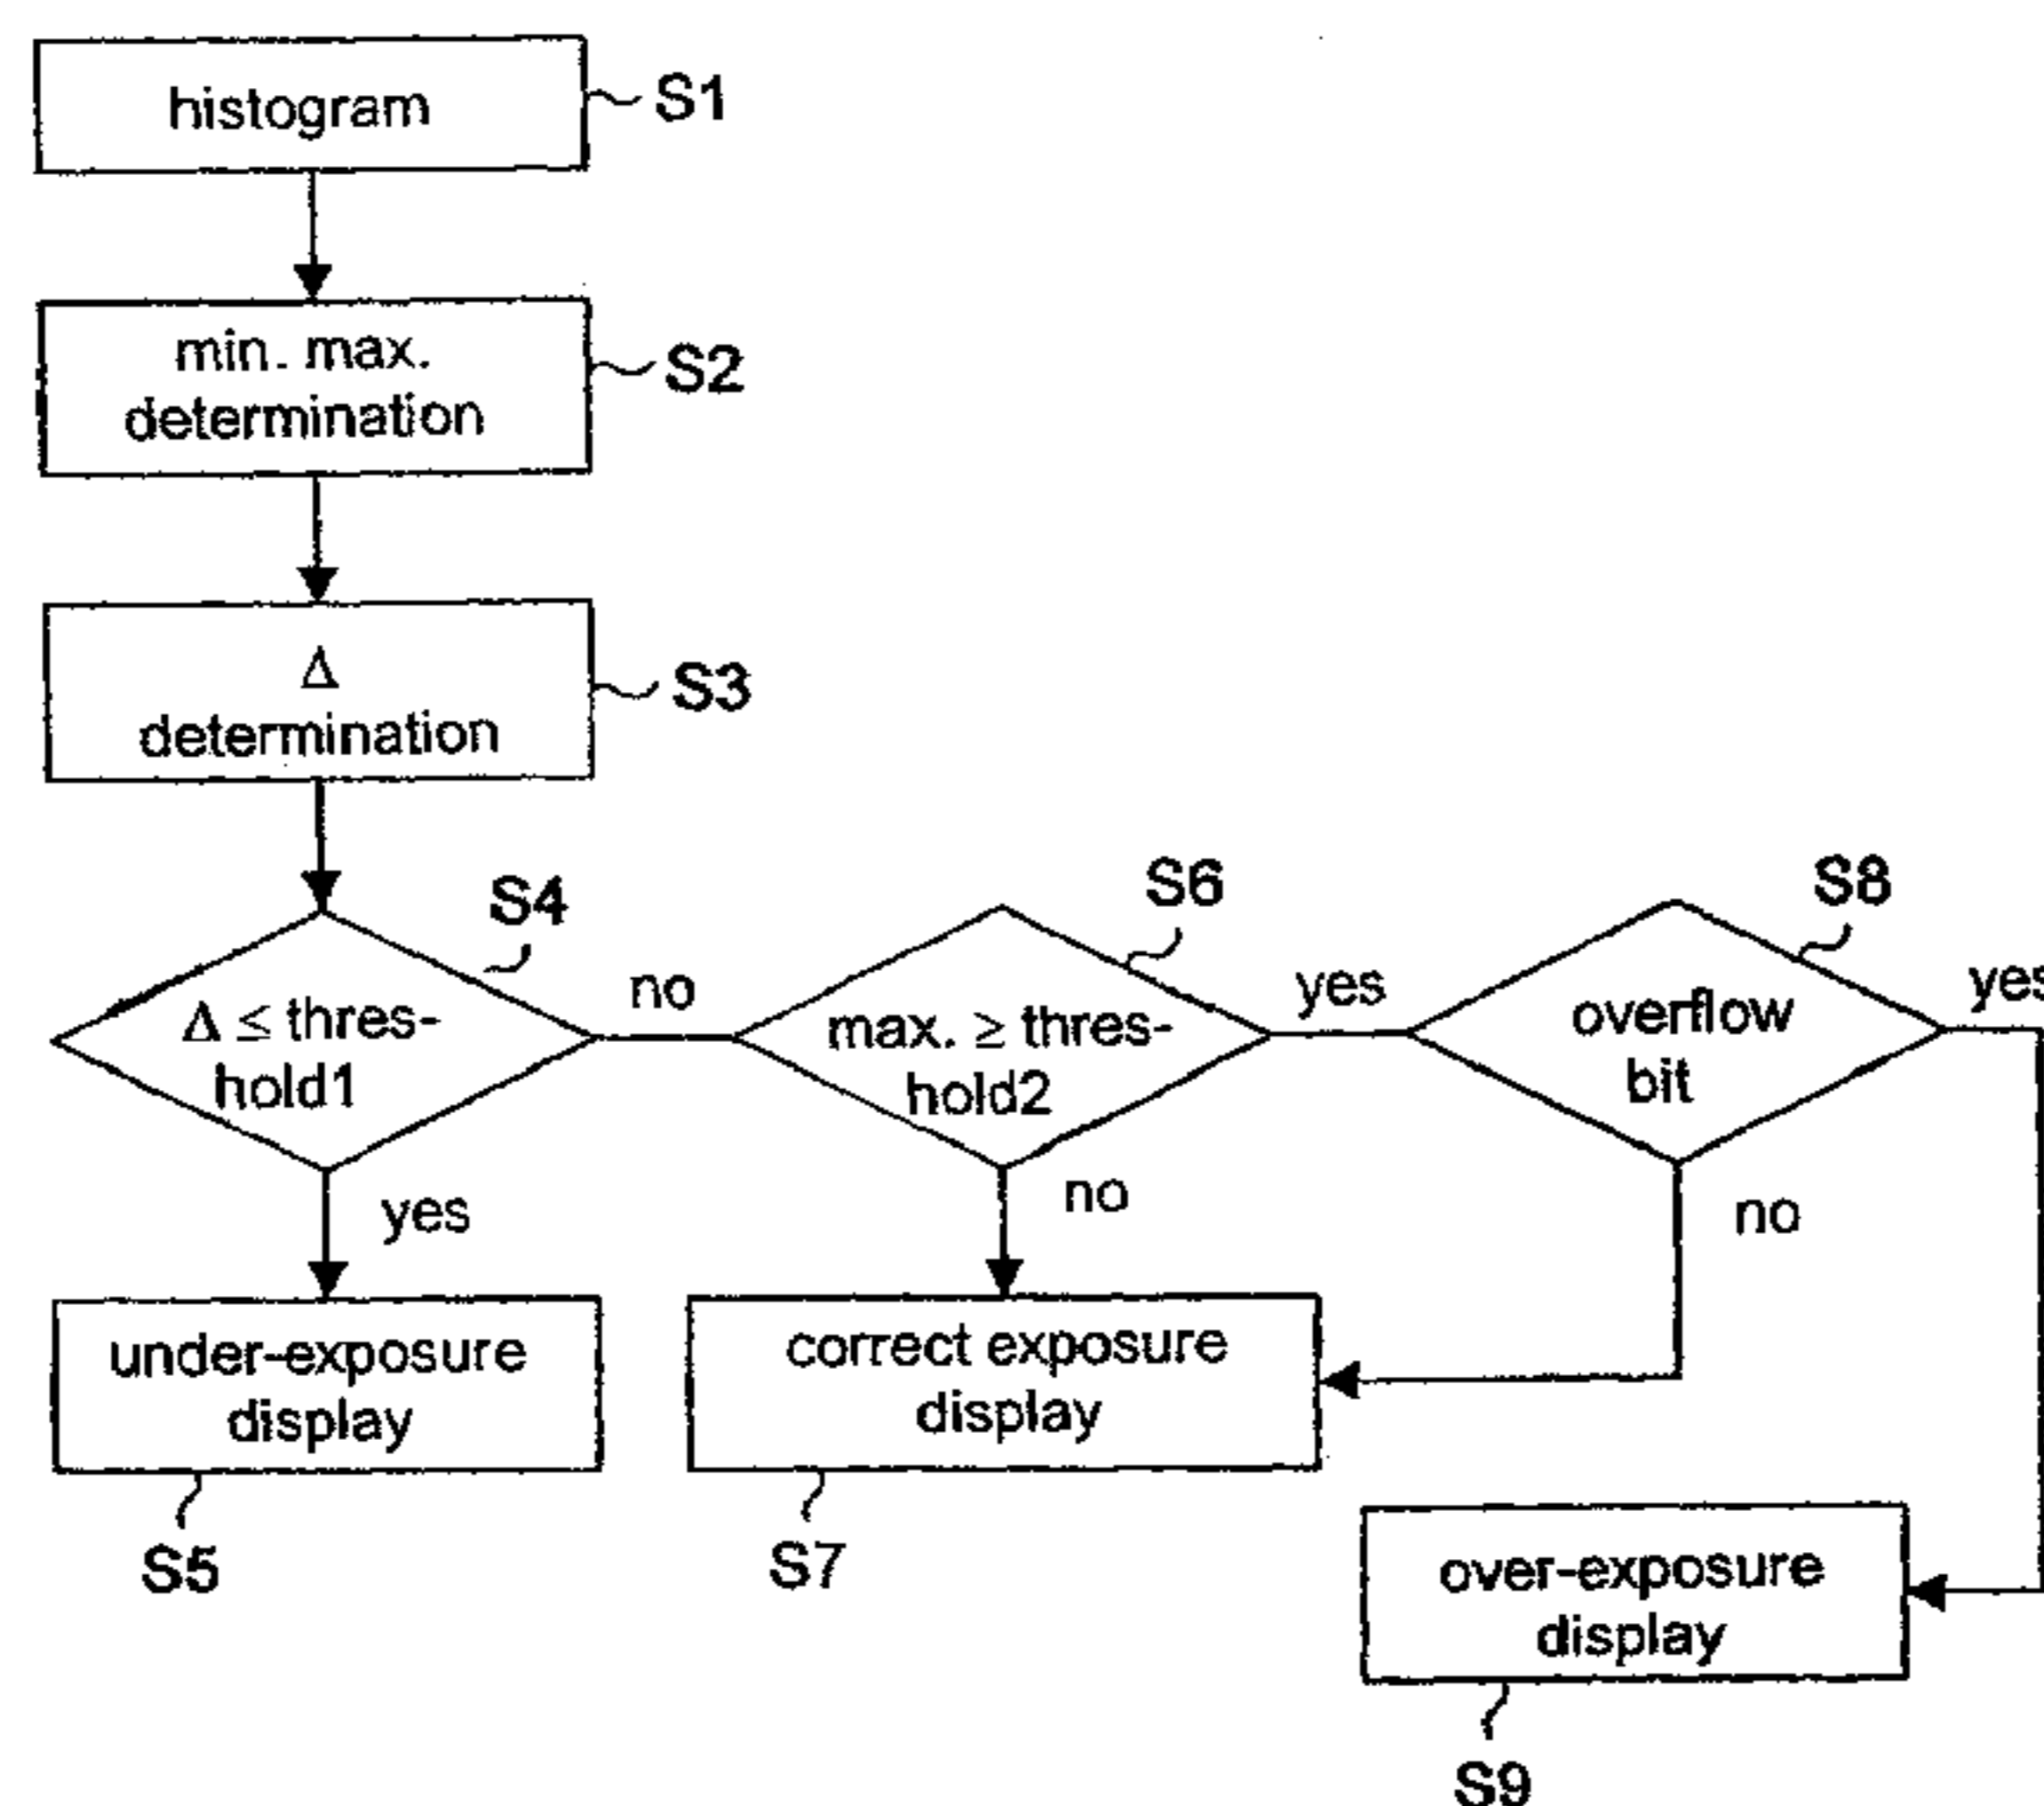 histogram
S1
min. max.
determination
S2
Δ
determination
S3
S4
S6
S8
Δ ≤ thres-
hold1
no
max. ≥ thres-
hold2
yes
overflow
bit
yes
yes
no
no
under-exposure
display
correct exposure
display
S5
S7
over-exposure
display
S9